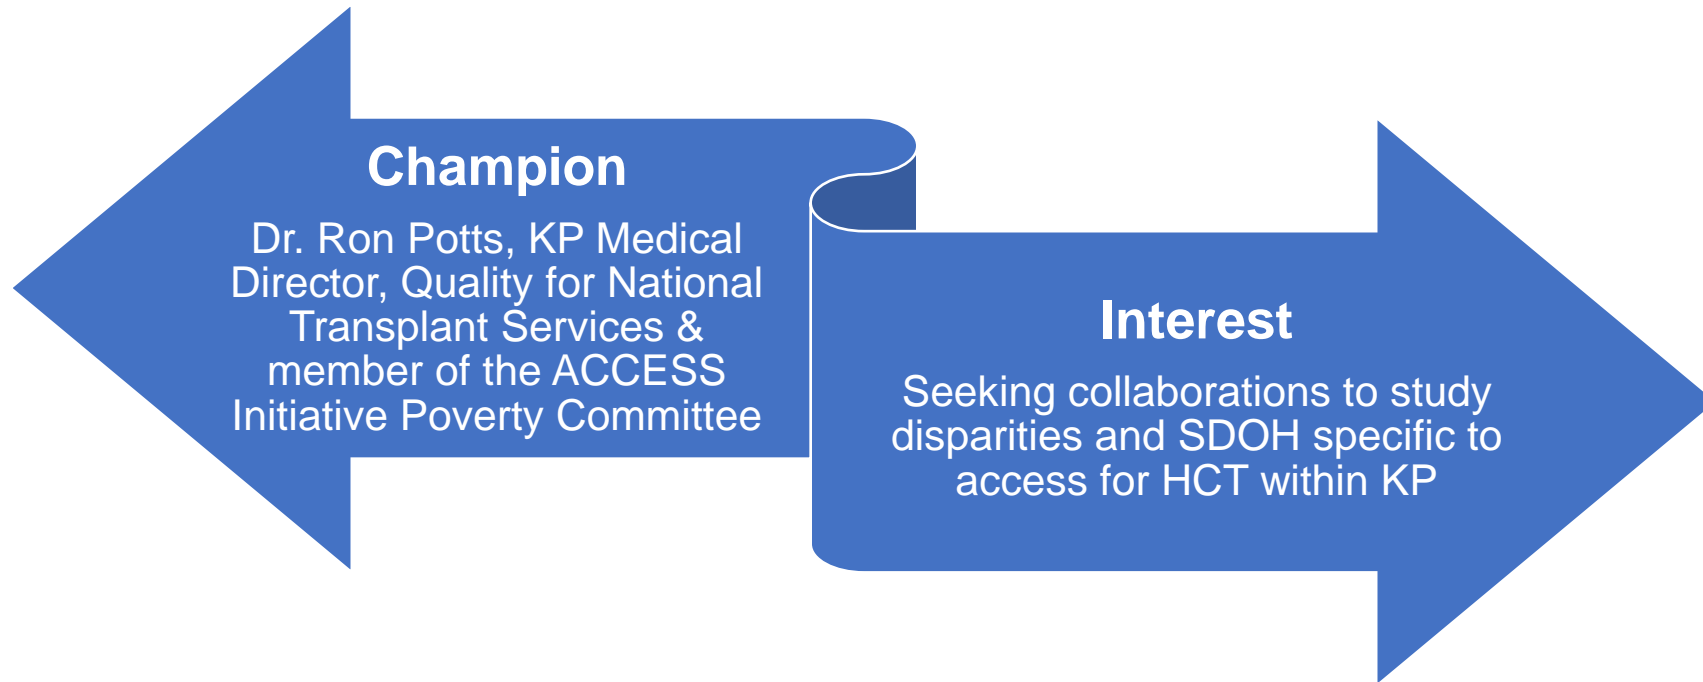 Champion
Dr. Ron Potts, KP Medical
Director, Quality for National
Transplant Services &
member of the ACCESS
Initiative Poverty Committee
Interest
Seeking collaborations to study
disparities and SDOH specific to
access for HCT within KP